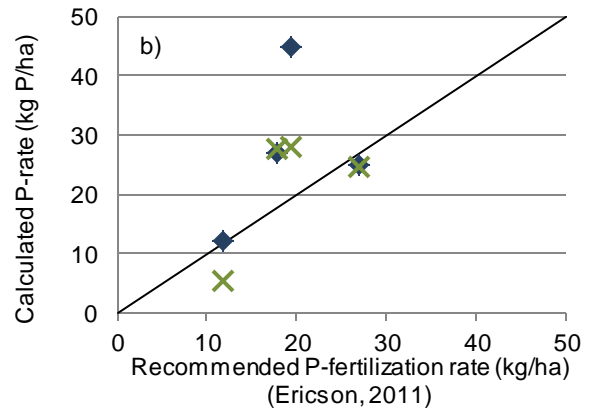 50
b)
40
30
20
10
0
Calculated P-rate (kg P/ha)
0 10 20 30 40 50
Recommended P-fertilization rate (kg/ha)
(Ericson, 2011)